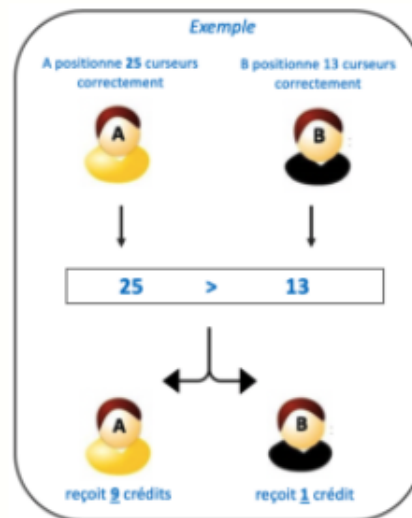 Exemple
A positionne 25 curseurs
correctement
B positionne 13 curseurs
correctement
A
B
25 > 13
A
B
reçoit 9 crédits
reçoit 1 crédit